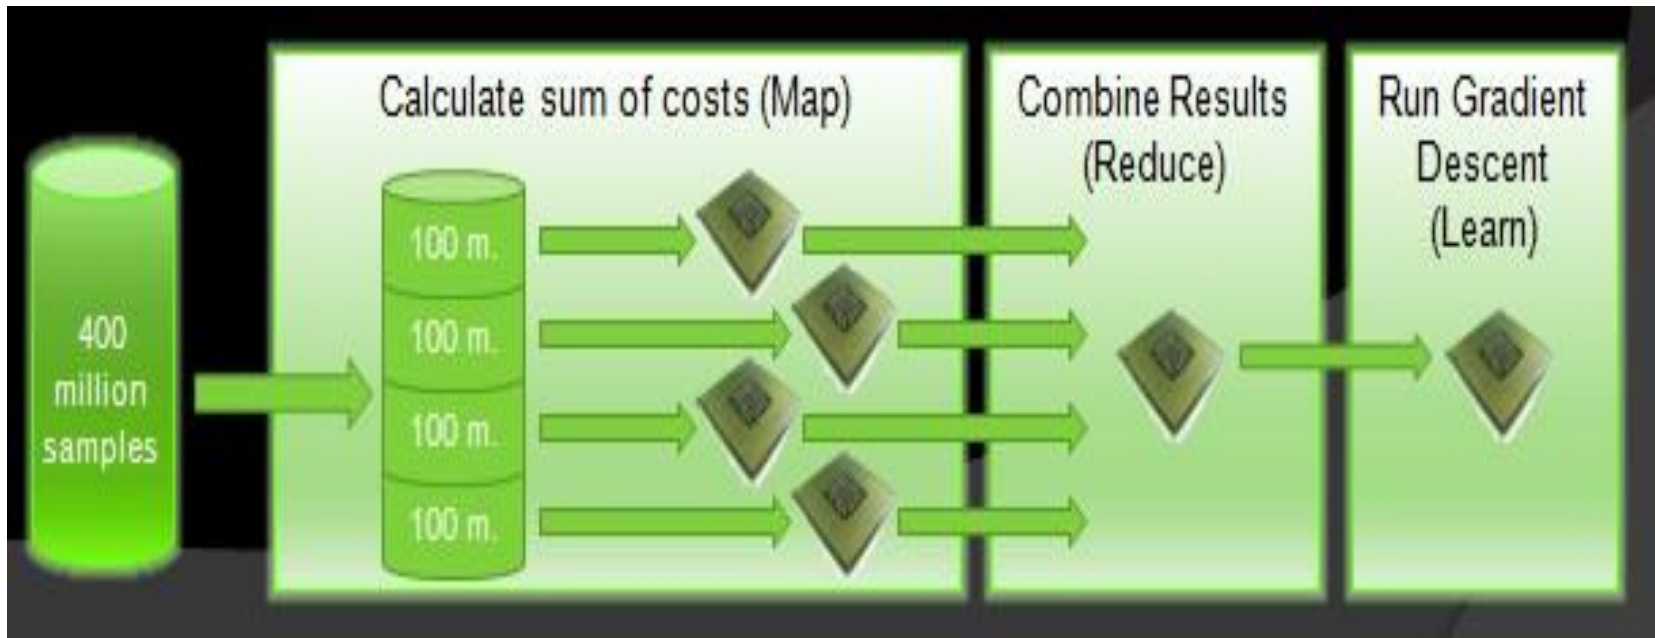 400
million
samples
Calculate sum of costs (Map)
100 m.
100 m.
100 m.
100 m.
Combine Results
(Reduce)
Run Gradient
Descent
(Learn)